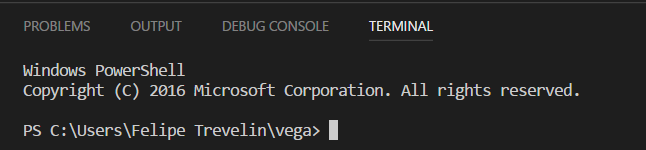 PROBLEMS OUTPUT DEBUG CONSOLE TERMINAL
Windows PowerShell
Copyright (C) 2016 Microsoft Corporation. All rights reserved.
PS C:\Users\Felipe Trevelin\vega>